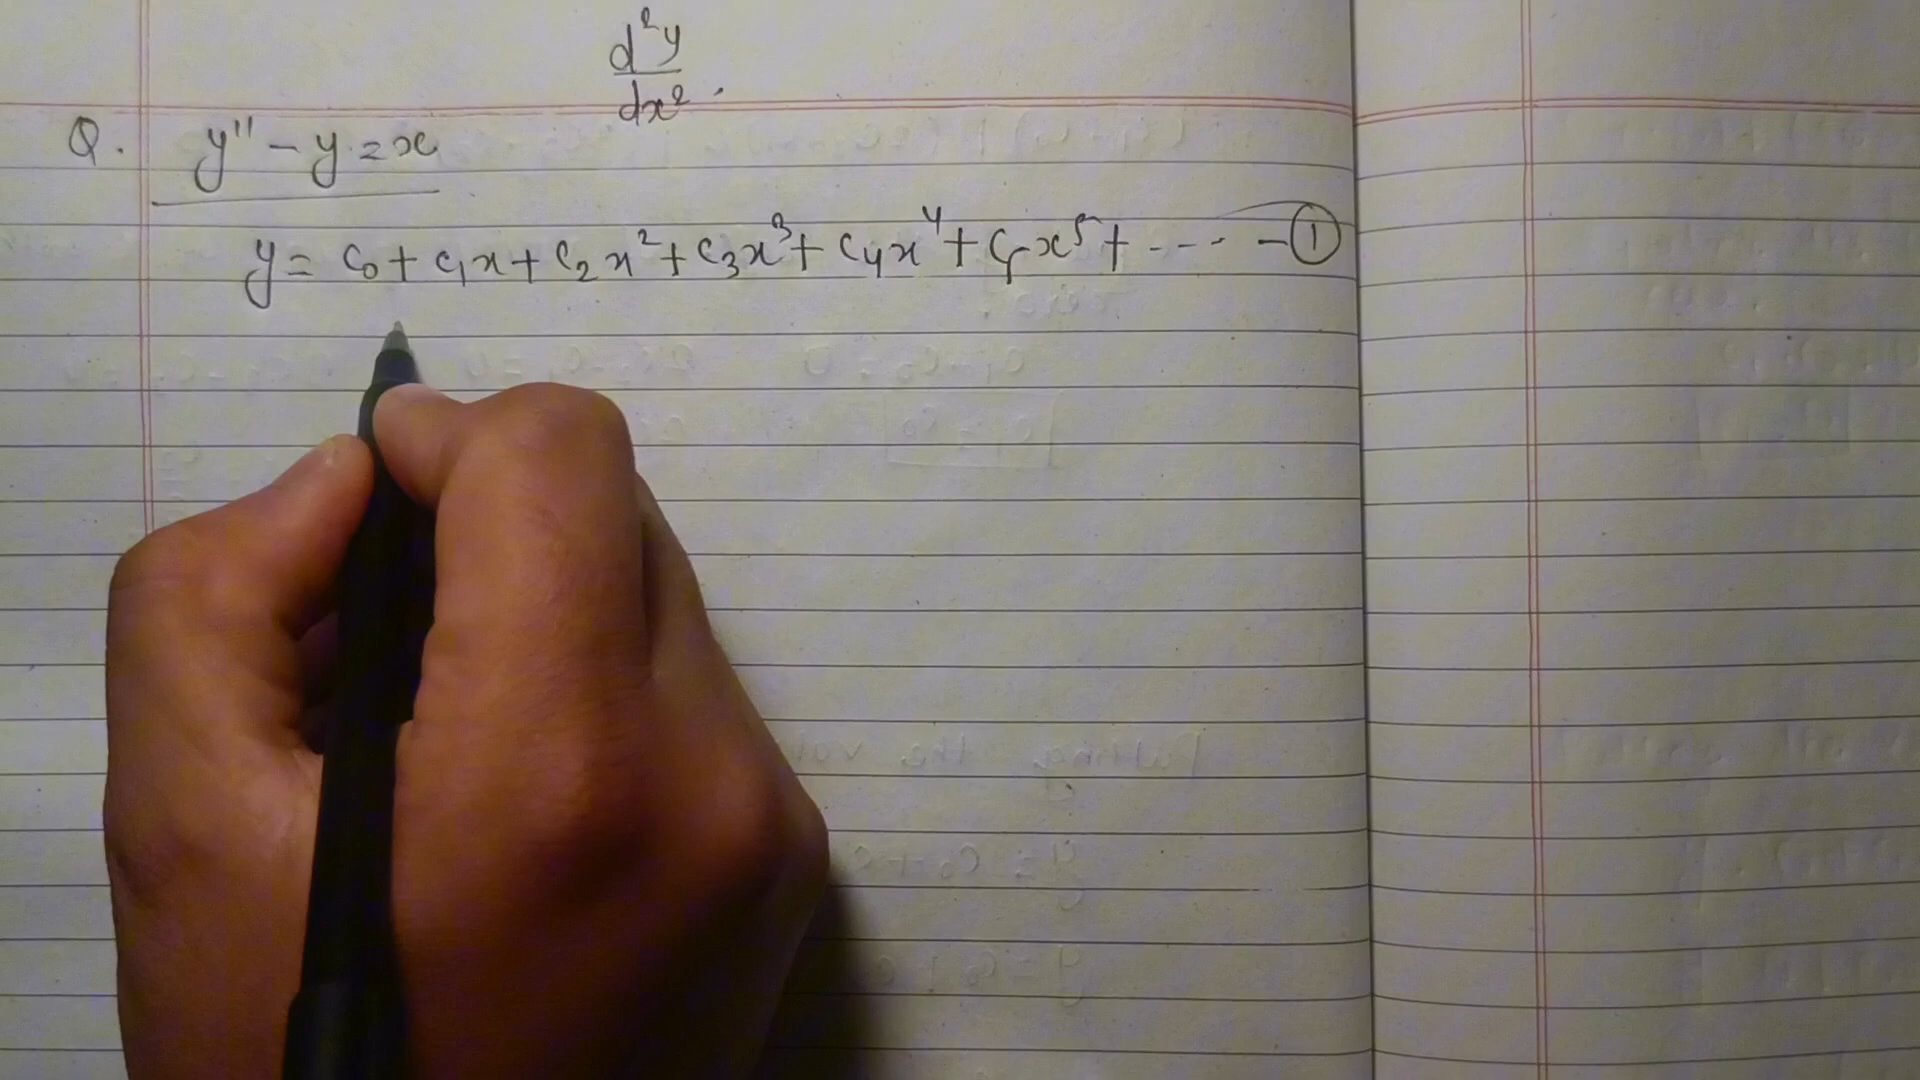 d²y
dx² .
Q. y'' - y = x
y = c₀ + c₁x + c₂x² + c₃x³ + c₄x⁴ + c₅x⁵ + ---- - ①